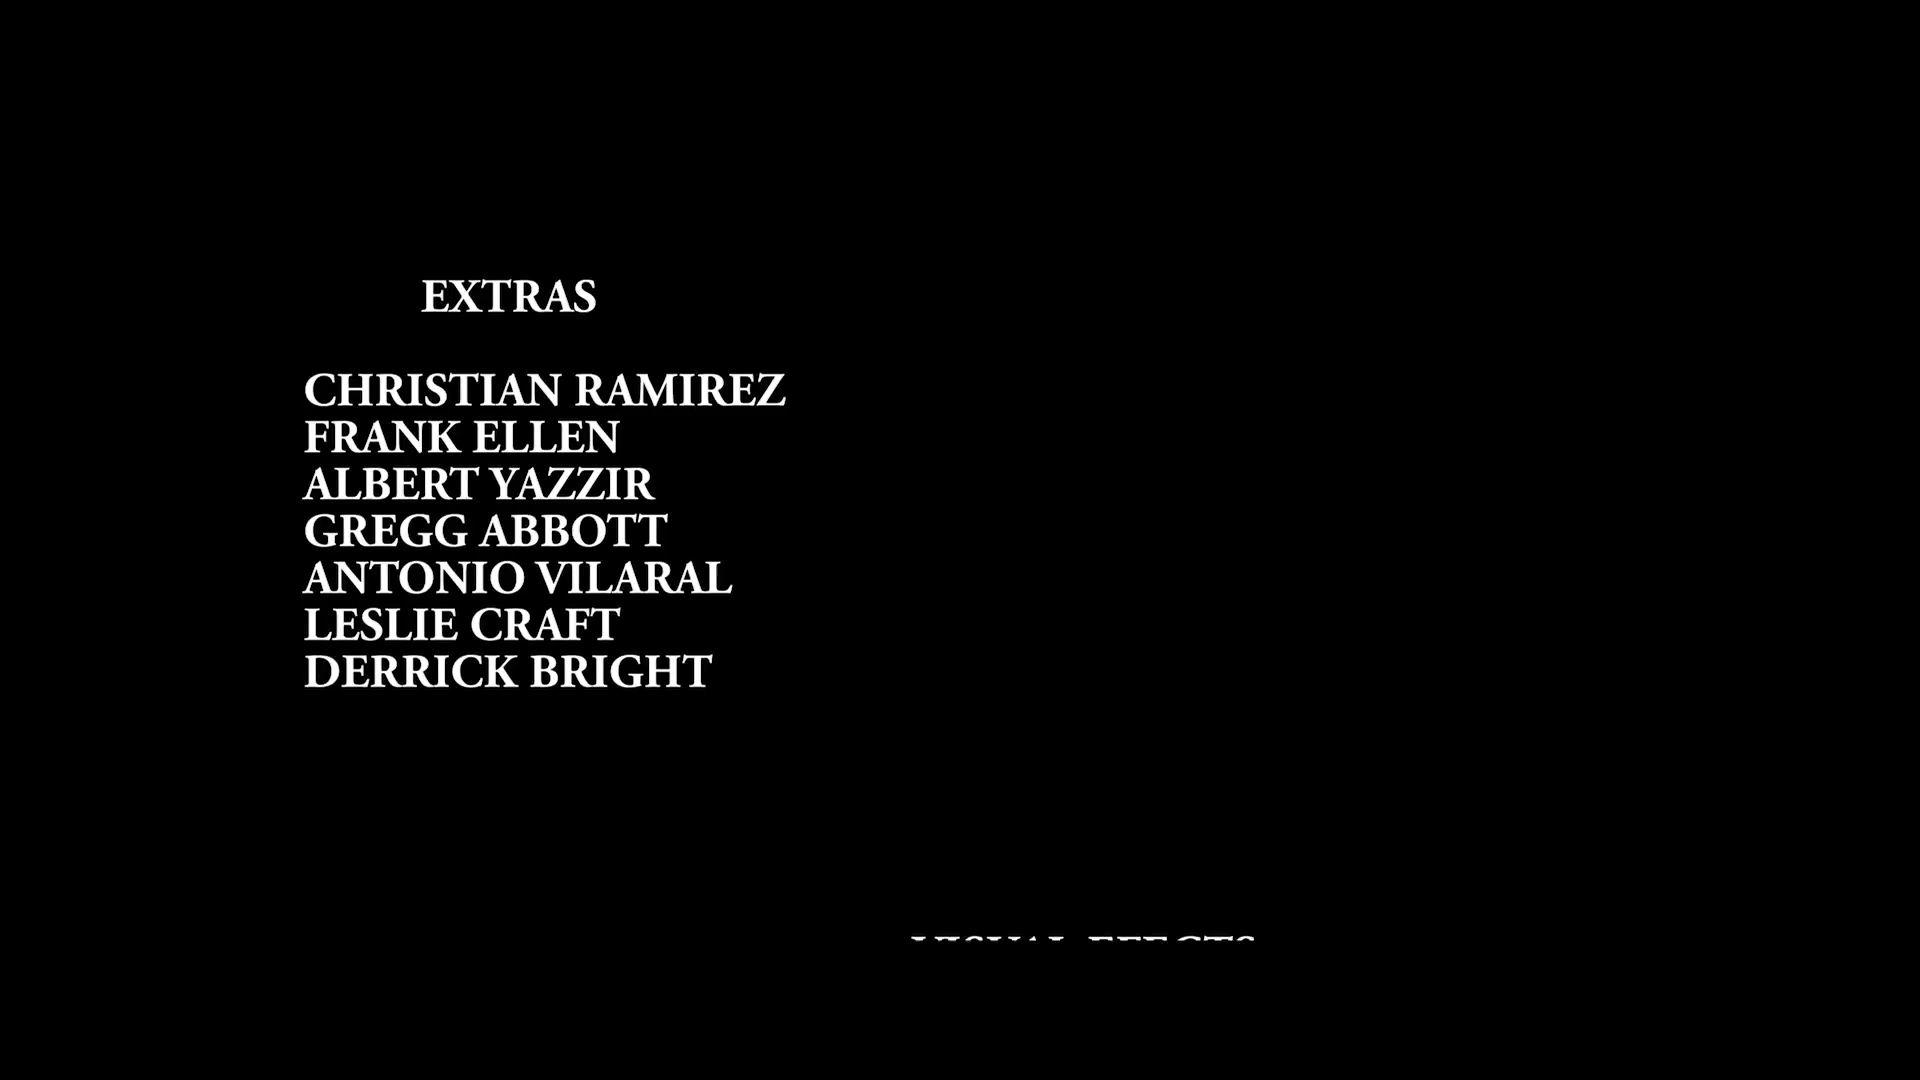 EXTRAS
CHRISTIAN RAMIREZ
FRANK ELLEN
ALBERT YAZZIR
GREGG ABBOTT
ANTONIO VILARAL
LESLIE CRAFT
DERRICK BRIGHT